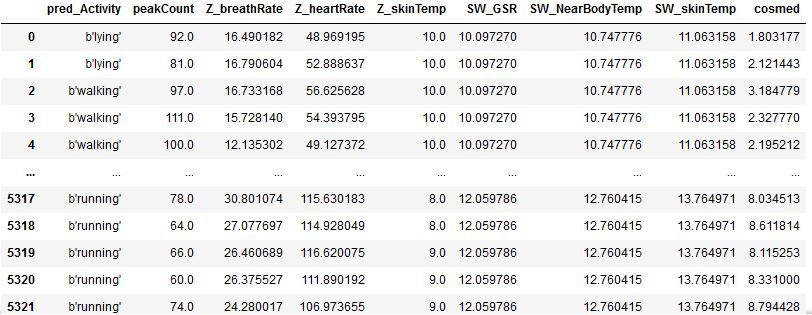 pred_Activity peakCount Z_breathRate Z_heartRate Z_skinTemp SW_GSR SW_NearBodyTemp SW_skinTemp cosmed
0 b'lying' 92.0 16.490182 48.969195 10.0 10.097270 10.747776 11.063158 1.803177
1 b'lying' 81.0 16.790604 52.888637 10.0 10.097270 10.747776 11.063158 2.121443
2 b'walking' 97.0 16.733168 56.625628 10.0 10.097270 10.747776 11.063158 3.184779
3 b'walking' 111.0 15.728140 54.393795 10.0 10.097270 10.747776 11.063158 2.327770
4 b'walking' 100.0 12.135302 49.127372 10.0 10.097270 10.747776 11.063158 2.195212
... ... ... ... ... ... ... ... ... ...
5317 b'running' 78.0 30.801074 115.630183 8.0 12.059786 12.760415 13.764971 8.034513
5318 b'running' 64.0 27.077697 114.928049 8.0 12.059786 12.760415 13.764971 8.611814
5319 b'running' 66.0 26.460689 116.620075 9.0 12.059786 12.760415 13.764971 8.115253
5320 b'running' 60.0 26.375527 111.890192 9.0 12.059786 12.760415 13.764971 8.331000
5321 b'running' 74.0 24.280017 106.973655 9.0 12.059786 12.760415 13.764971 8.794428